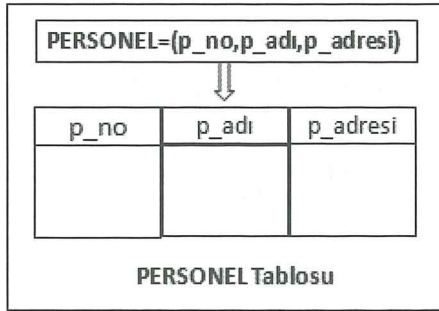 PERSONEL=(p_no,p_adı,p_adresi)
p_no p_adı p_adresi
PERSONEL Tablosu